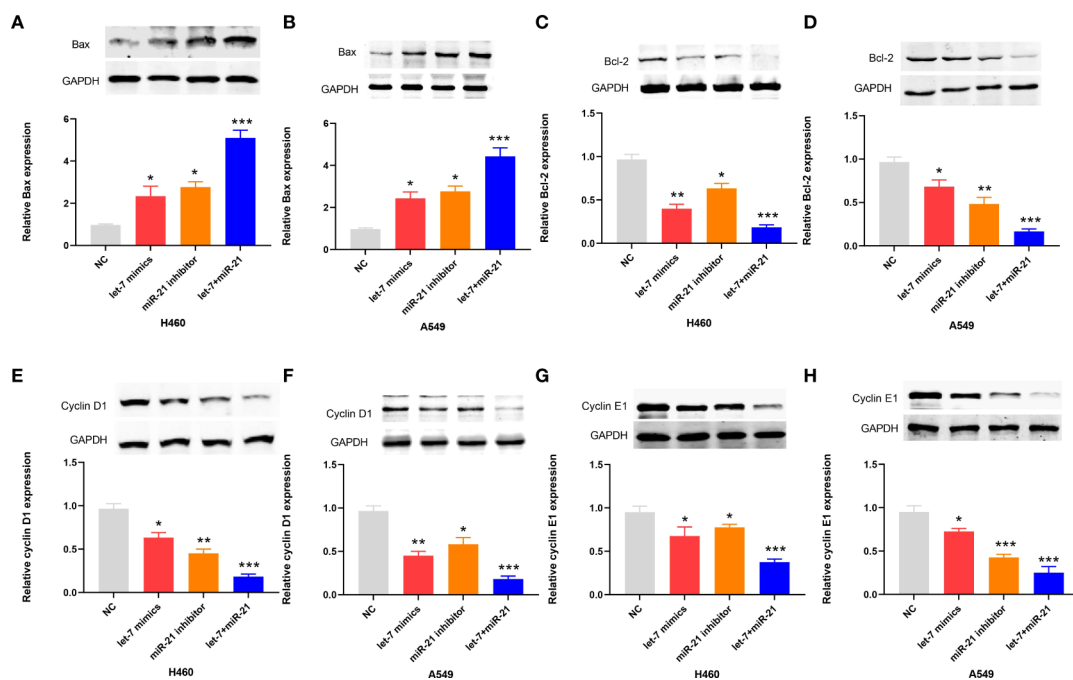 A
Bax
GAPDH
Relative Bax expression
6
4
2
0
*
*
***
NC
let-7 mimics
miR-21 inhibitor
let-7+miR-21
H460
B
Bax
GAPDH
Relative Bax expression
6
4
2
0
*
*
***
NC
let-7 mimics
miR-21 inhibitor
let-7+miR-21
A549
C
Bcl-2
GAPDH
Relative Bcl-2 expression
1.5
1.0
0.5
0.0
**
*
***
NC
let-7 mimics
miR-21 inhibitor
let-7+miR-21
H460
D
Bcl-2
GAPDH
Relative Bcl-2 expression
1.5
1.0
0.5
0.0
*
**
***
NC
let-7 mimics
miR-21 inhibitor
let-7+miR-21
A549
E
Cyclin D1
GAPDH
Relative cyclin D1 expression
1.5
1.0
0.5
0.0
*
**
***
NC
let-7 mimics
miR-21 inhibitor
let-7+miR-21
H460
F
Cyclin D1
GAPDH
Relative cyclin D1 expression
1.5
1.0
0.5
0.0
**
*
***
NC
let-7 mimics
miR-21 inhibitor
let-7+miR-21
A549
G
Cyclin E1
GAPDH
Relative cyclin E1 expression
1.5
1.0
0.5
0.0
*
*
***
NC
let-7 mimics
miR-21 inhibitor
let-7+miR-21
H460
H
Cyclin E1
GAPDH
Relative cyclin E1 expression
1.5
1.0
0.5
0.0
*
***
***
NC
let-7 mimics
miR-21 inhibitor
let-7+miR-21
A549